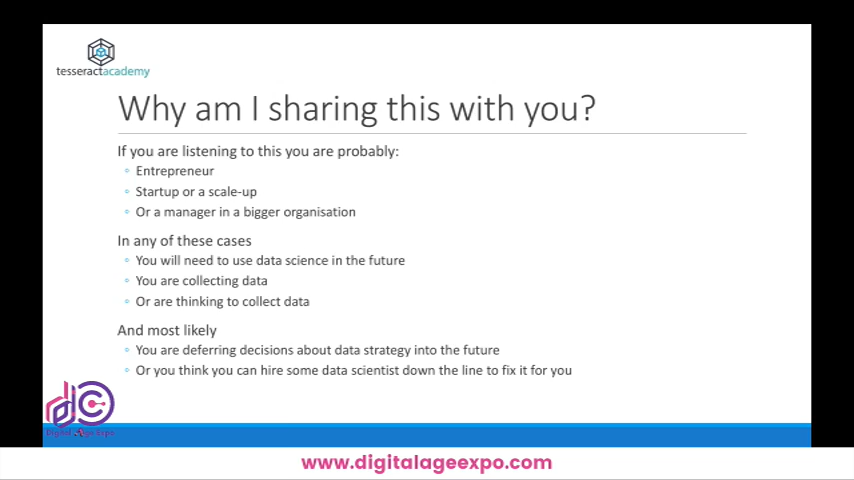 tesseractacademy
Why am I sharing this with you?
If you are listening to this you are probably:
Entrepreneur
Startup or a scale-up
Or a manager in a bigger organisation
In any of these cases
You will need to use data science in the future
You are collecting data
Or are thinking to collect data
And most likely
You are deferring decisions about data strategy into the future
Or you think you can hire some data scientist down the line to fix it for you
Digital Age Expo
www.digitalageexpo.com